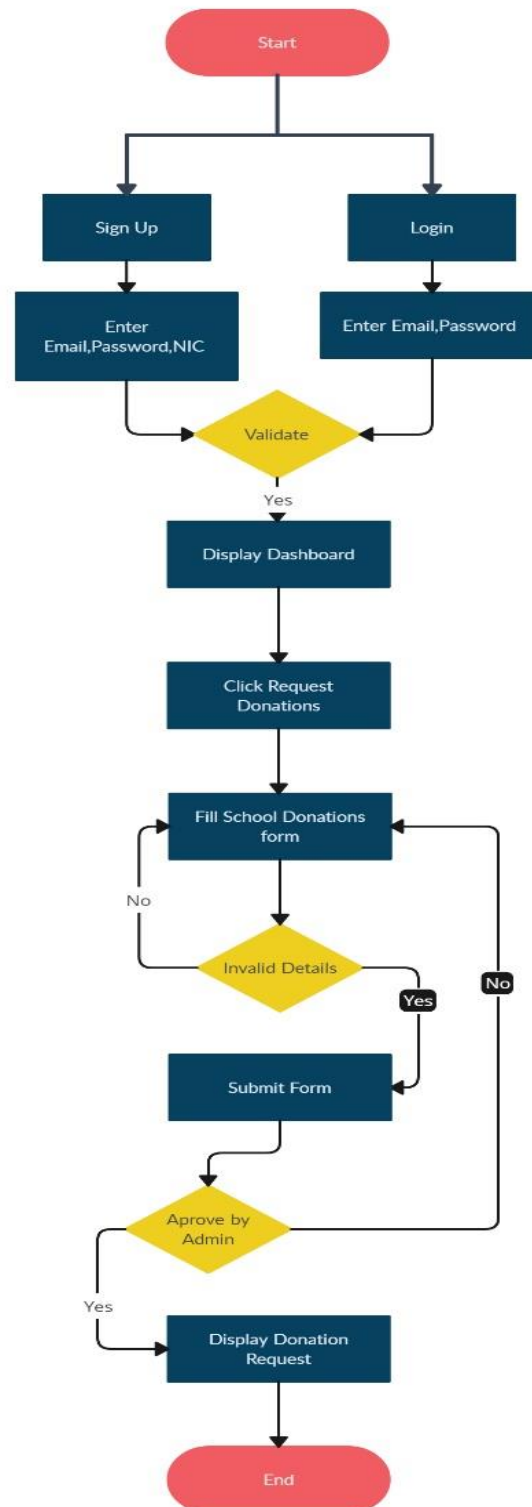 Start
Sign Up
Login
Enter
Email,Password,NIC
Enter Email,Password
Validate
Yes
Display Dashboard
Click Request
Donations
Fill School Donations
form
No
Invalid Details
Yes
No
Submit Form
Aprove by
Admin
Yes
Display Donation
Request
End